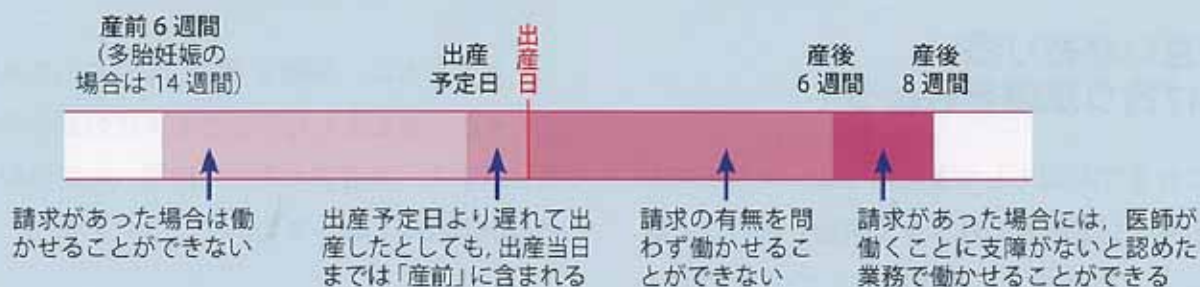 産前6週間
(多胎妊娠の
場合は14週間)
出産
予定日
出産日
産後
6週間
産後
8週間
請求があった場合は働
かせることができない
出産予定日より遅れて出
産したとしても,出産当日
までは「産前」に含まれる
請求の有無を問
わず働かせるこ
とができない
請求があった場合には,医師が
働くことに支障がないと認めた
業務で働かせることができる